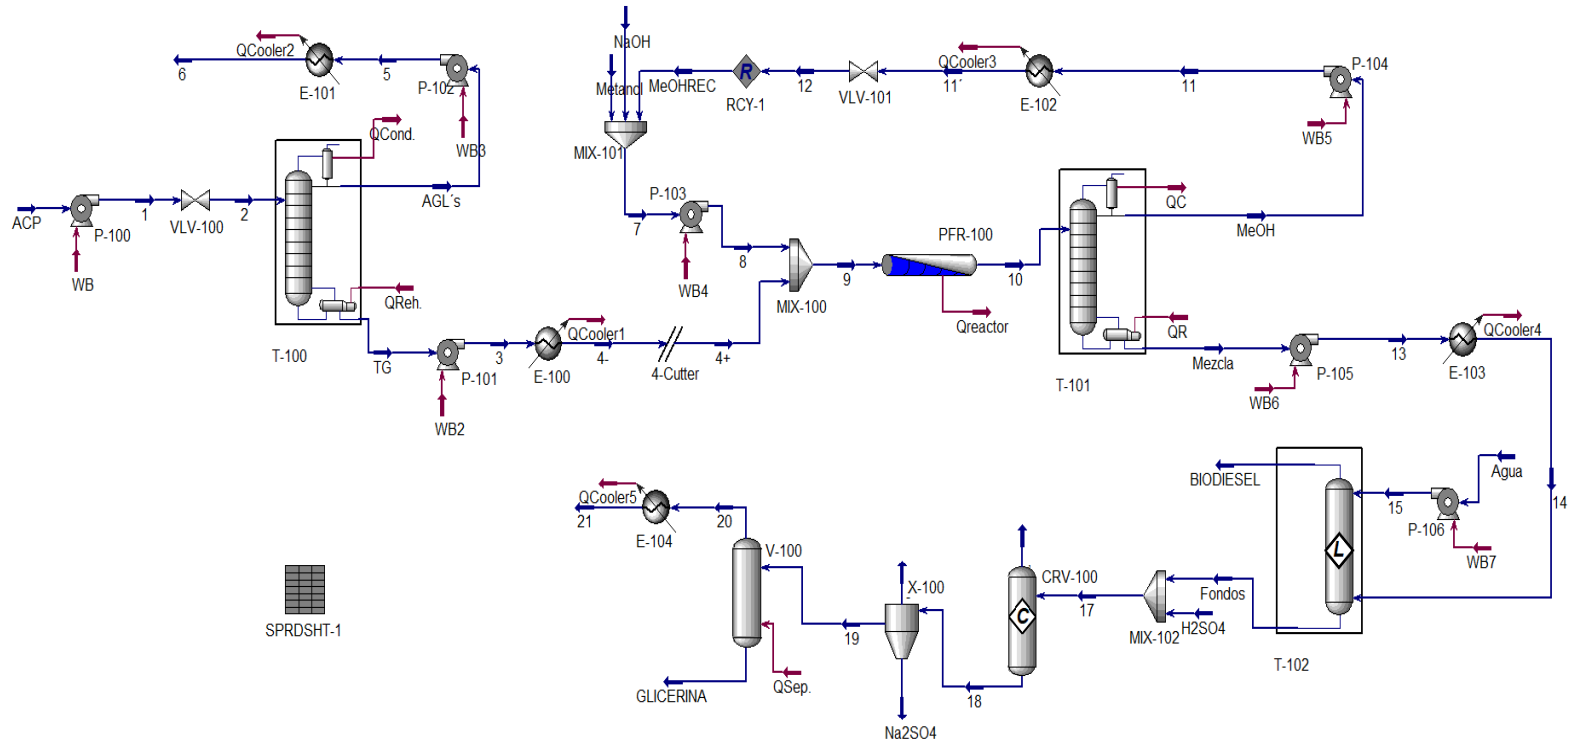 NaOH
QCooler2
6
5
E-101
P-102
WB3
QCond.
AGL´s
ACP
WB
P-100
1
VLV-100
2
T-100
QReh.
TG
P-101
WB2
3
E-100
QCooler1
4-
4-Cutter
4+
Metanol
MeOHREC
RCY-1
12
VLV-101
11´
QCooler3
E-102
11
P-104
WB5
MIX-101
7
P-103
WB4
8
MIX-100
9
PFR-100
Qreactor
10
T-101
QC
MeOH
QR
Mezcla
P-105
WB6
13
QCooler4
E-103
14
BIODIESEL
Agua
15
P-106
WB7
L
T-102
Fondos
H2SO4
MIX-102
17
CRV-100
C
18
X-100
Na2SO4
19
V-100
QSep.
GLICERINA
20
E-104
QCooler5
21
SPRDSHT-1
R